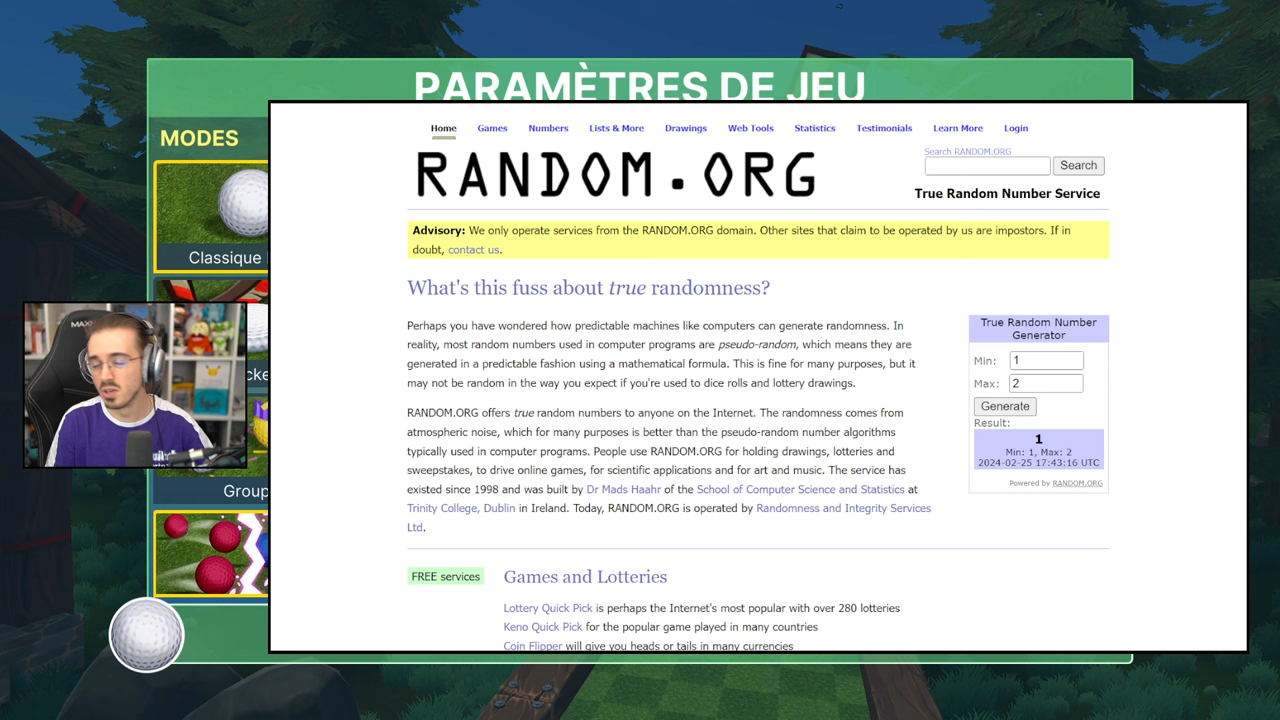 PARAMÈTRES DE JEU
MODES
Classique
Group
Home Games Numbers Lists & More Drawings Web Tools Statistics Testimonials Learn More Login
RANDOM.ORG
Search RANDOM.ORG
Search
True Random Number Service
Advisory: We only operate services from the RANDOM.ORG domain. Other sites that claim to be operated by us are impostors. If in
doubt, contact us.
What's this fuss about true randomness?
Perhaps you have wondered how predictable machines like computers can generate randomness. In
reality, most random numbers used in computer programs are pseudo-random, which means they are
generated in a predictable fashion using a mathematical formula. This is fine for many purposes, but it
may not be random in the way you expect if you're used to dice rolls and lottery drawings.
RANDOM.ORG offers true random numbers to anyone on the Internet. The randomness comes from
atmospheric noise, which for many purposes is better than the pseudo-random number algorithms
typically used in computer programs. People use RANDOM.ORG for holding drawings, lotteries and
sweepstakes, to drive online games, for scientific applications and for art and music. The service has
existed since 1998 and was built by Dr Mads Haahr of the School of Computer Science and Statistics at
Trinity College, Dublin in Ireland. Today, RANDOM.ORG is operated by Randomness and Integrity Services
Ltd.
True Random Number
Generator
Min: 1
Max: 2
Generate
Result:
1
Min: 1, Max: 2
2024-02-25 17:43:16 UTC
Powered by RANDOM.ORG
FREE services
Games and Lotteries
Lottery Quick Pick is perhaps the Internet's most popular with over 280 lotteries
Keno Quick Pick for the popular game played in many countries
Coin Flipper will give you heads or tails in many currencies